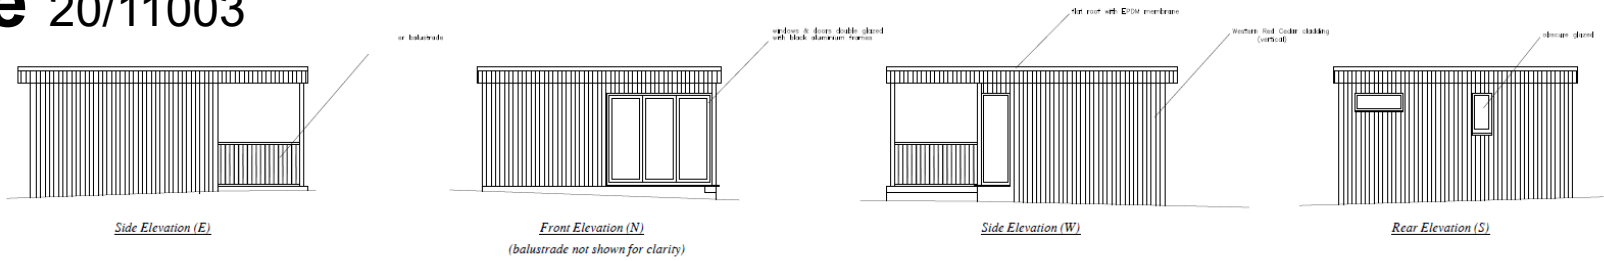 e 20/11003
or balustrade
windows & doors double glazed
with black aluminium frames
flat roof with EPDM membrane
Western Red Cedar cladding
(vertical)
obscure glazed
Side Elevation (E)
Front Elevation (N)
(balustrade not shown for clarity)
Side Elevation (W)
Rear Elevation (S)